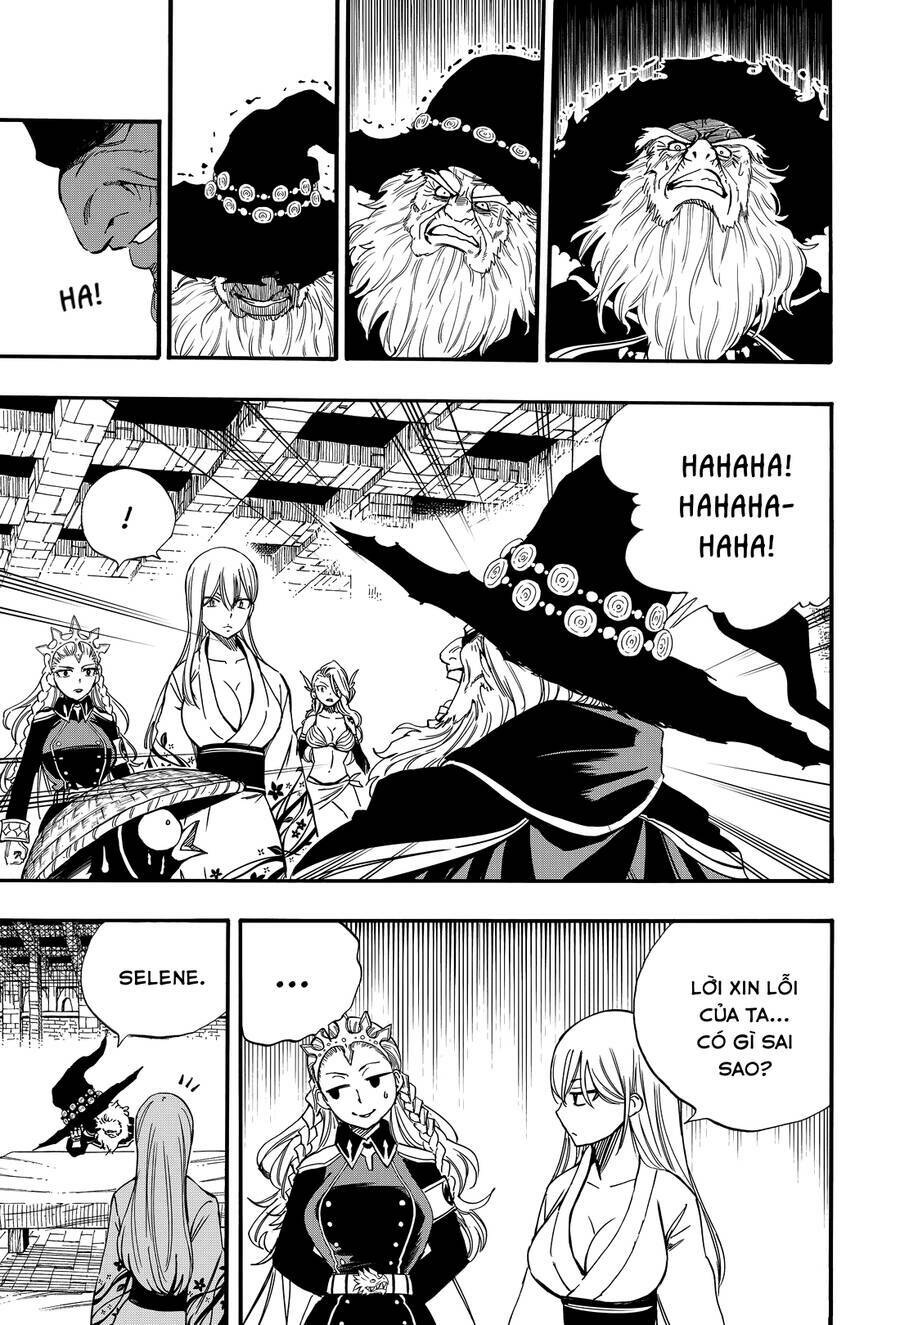 HA!
HAHAHA!
HAHAHA-
HAHA!
!
LỜI XIN LỖI
CỦA TA...
CÓ GÌ SAI
SAO?
...
SELENE.